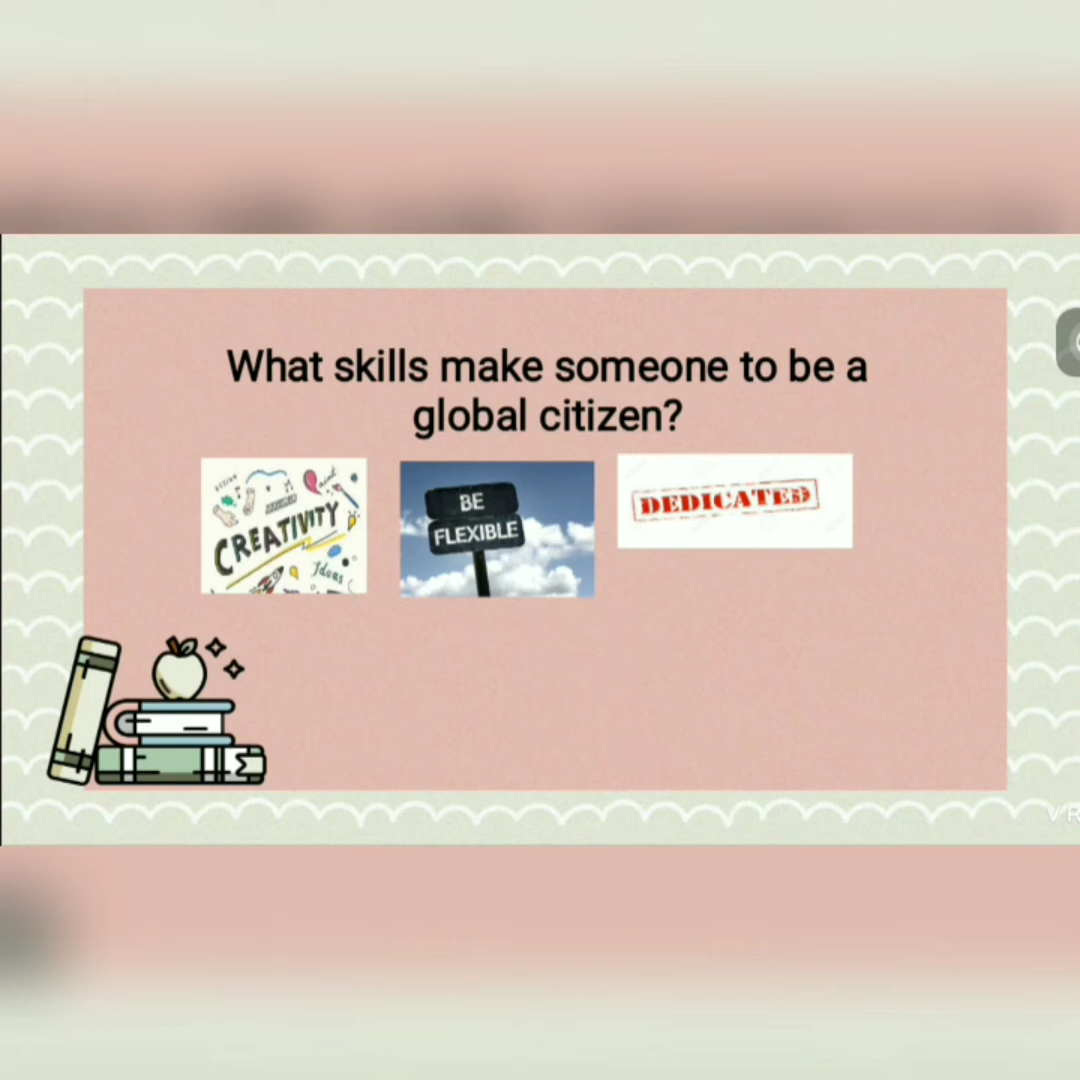 What skills make someone to be a
global citizen?
CREATIVITY
Ideas
BE
FLEXIBLE
DEDICATED